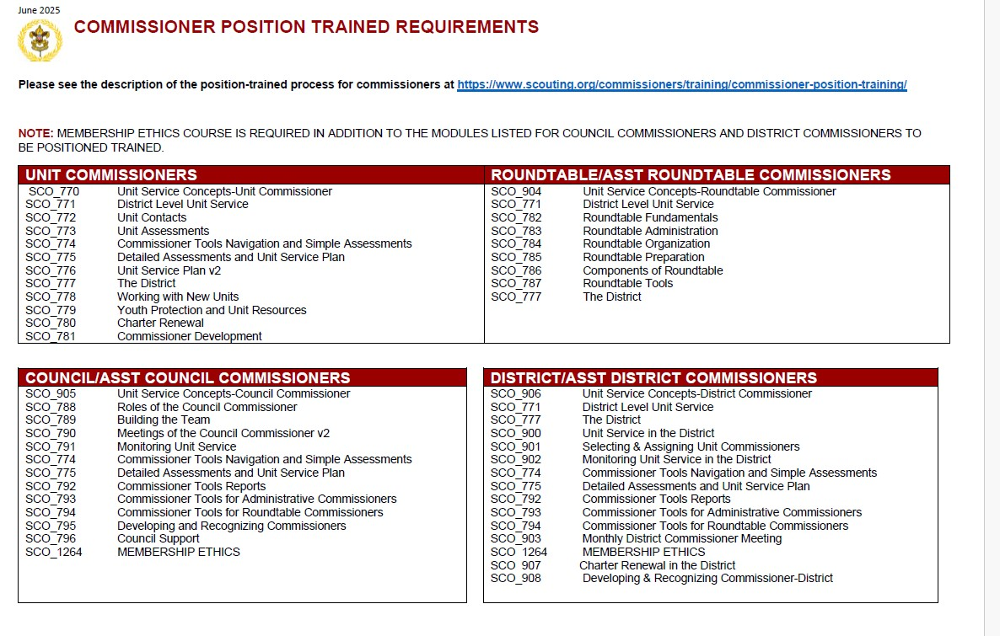 June 2025
COMMISSIONER POSITION TRAINED REQUIREMENTS
Please see the description of the position-trained process for commissioners at https://www.scouting.org/commissioners/training/commissioner-position-training/
NOTE: MEMBERSHIP ETHICS COURSE IS REQUIRED IN ADDITION TO THE MODULES LISTED FOR COUNCIL COMMISSIONERS AND DISTRICT COMMISSIONERS TO
BE POSITIONED TRAINED.
UNIT COMMISSIONERS
SCO_770 Unit Service Concepts-Unit Commissioner
SCO_771 District Level Unit Service
SCO_772 Unit Contacts
SCO_773 Unit Assessments
SCO_774 Commissioner Tools Navigation and Simple Assessments
SCO_775 Detailed Assessments and Unit Service Plan
SCO_776 Unit Service Plan v2
SCO_777 The District
SCO_778 Working with New Units
SCO_779 Youth Protection and Unit Resources
SCO_780 Charter Renewal
SCO_781 Commissioner Development
ROUNDTABLE/ASST ROUNDTABLE COMMISSIONERS
SCO_904 Unit Service Concepts-Roundtable Commissioner
SCO_771 District Level Unit Service
SCO_782 Roundtable Fundamentals
SCO_783 Roundtable Administration
SCO_784 Roundtable Organization
SCO_785 Roundtable Preparation
SCO_786 Components of Roundtable
SCO_787 Roundtable Tools
SCO_777 The District
COUNCIL/ASST COUNCIL COMMISSIONERS
SCO_905 Unit Service Concepts-Council Commissioner
SCO_788 Roles of the Council Commissioner
SCO_789 Building the Team
SCO_790 Meetings of the Council Commissioner v2
SCO_791 Monitoring Unit Service
SCO_774 Commissioner Tools Navigation and Simple Assessments
SCO_775 Detailed Assessments and Unit Service Plan
SCO_792 Commissioner Tools Reports
SCO_793 Commissioner Tools for Administrative Commissioners
SCO_794 Commissioner Tools for Roundtable Commissioners
SCO_795 Developing and Recognizing Commissioners
SCO_796 Council Support
SCO_1264 MEMBERSHIP ETHICS
DISTRICT/ASST DISTRICT COMMISSIONERS
SCO_906 Unit Service Concepts-District Commissioner
SCO_771 District Level Unit Service
SCO_777 The District
SCO_900 Unit Service in the District
SCO_901 Selecting & Assigning Unit Commissioners
SCO_902 Monitoring Unit Service in the District
SCO_774 Commissioner Tools Navigation and Simple Assessments
SCO_775 Detailed Assessments and Unit Service Plan
SCO_792 Commissioner Tools Reports
SCO_793 Commissioner Tools for Administrative Commissioners
SCO_794 Commissioner Tools for Roundtable Commissioners
SCO_903 Monthly District Commissioner Meeting
SCO_1264 MEMBERSHIP ETHICS
SCO_907 Charter Renewal in the District
SCO_908 Developing & Recognizing Commissioner-District